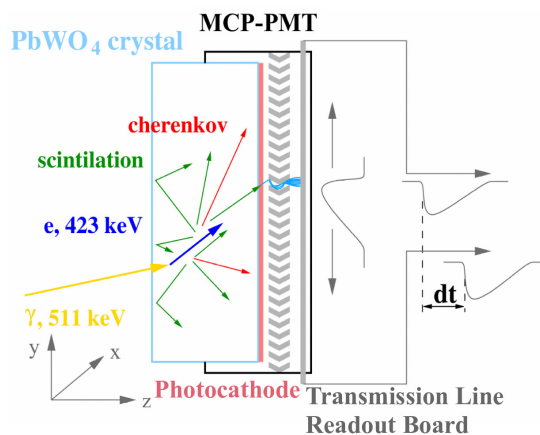 MCP-PMT
PbWO4 crystal
cherenkov
scintilation
e, 423 keV
γ, 511 keV
dt
y
x
z
Photocathode
Transmission Line
Readout Board